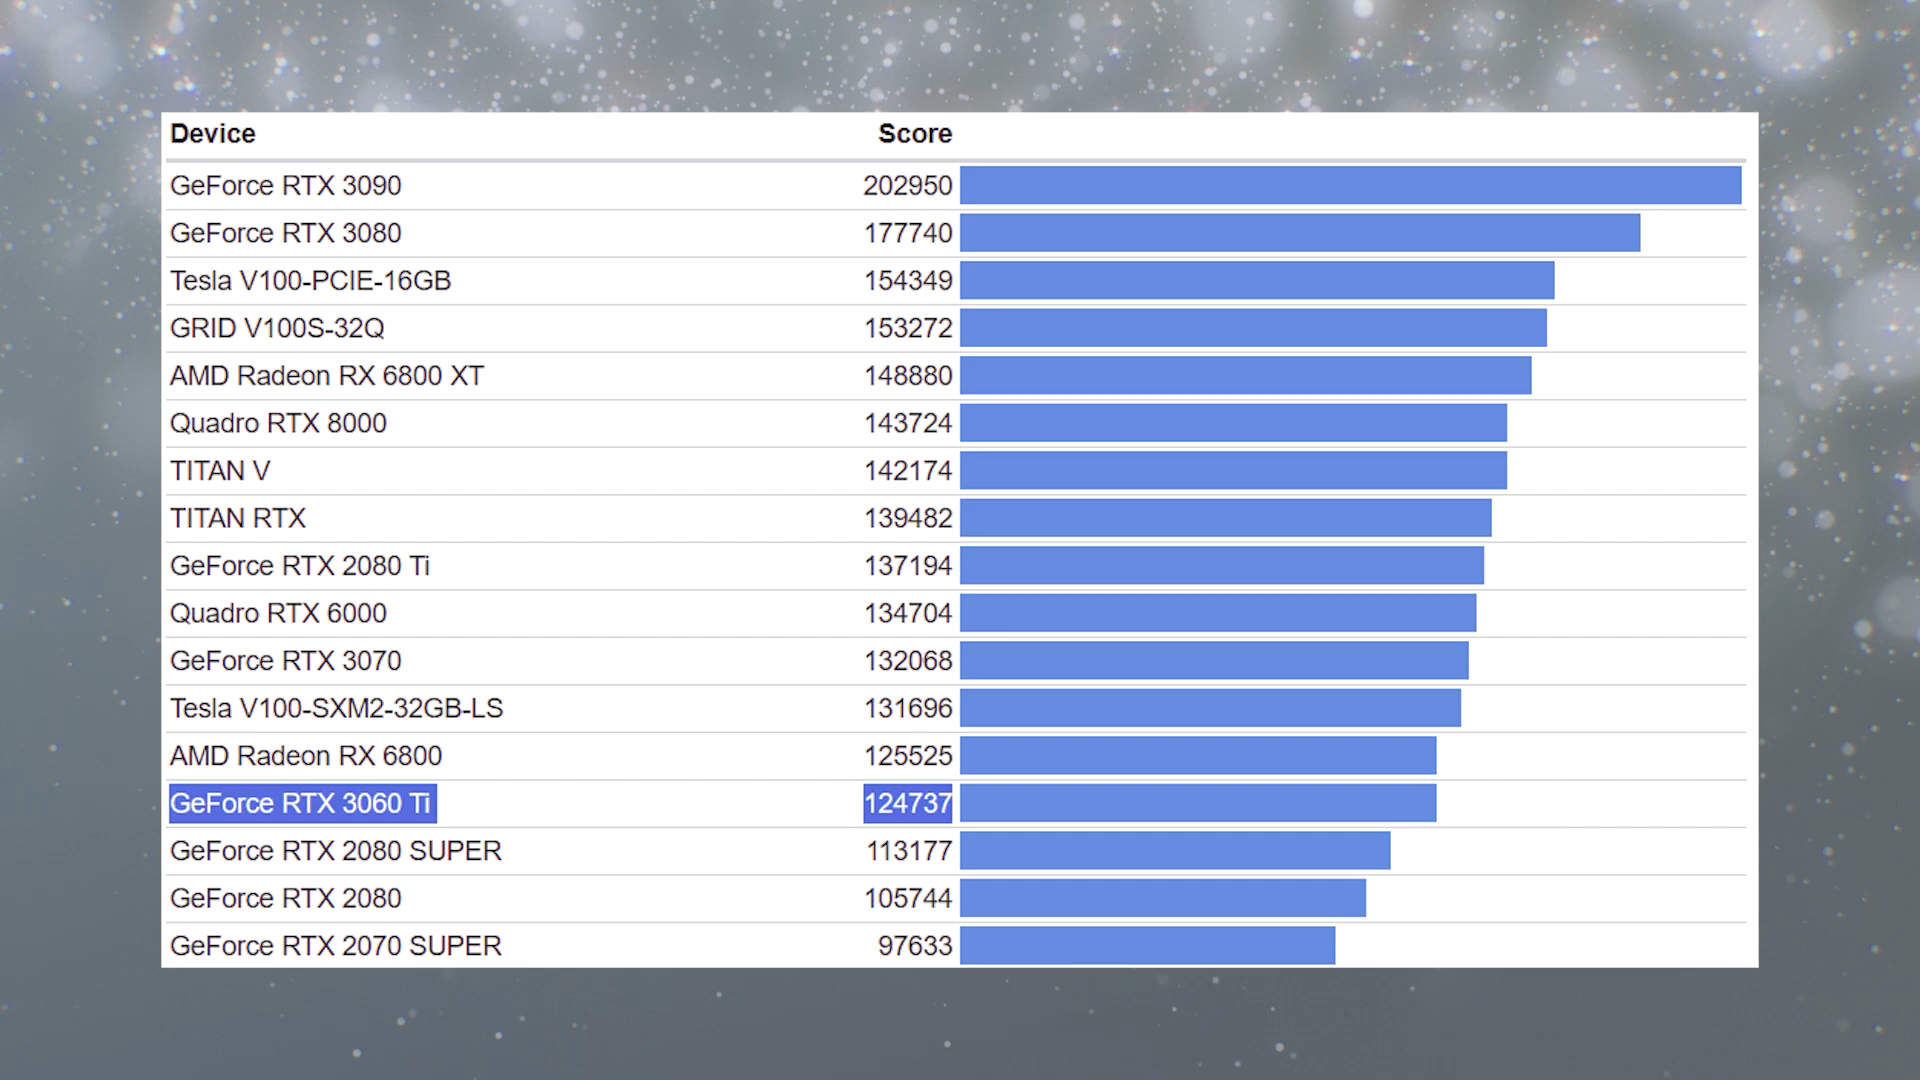 Device Score
GeForce RTX 3090 202950
GeForce RTX 3080 177740
Tesla V100-PCIE-16GB 154349
GRID V100S-32Q 153272
AMD Radeon RX 6800 XT 148880
Quadro RTX 8000 143724
TITAN V 142174
TITAN RTX 139482
GeForce RTX 2080 Ti 137194
Quadro RTX 6000 134704
GeForce RTX 3070 132068
Tesla V100-SXM2-32GB-LS 131696
AMD Radeon RX 6800 125525
GeForce RTX 3060 Ti 124737
GeForce RTX 2080 SUPER 113177
GeForce RTX 2080 105744
GeForce RTX 2070 SUPER 97633